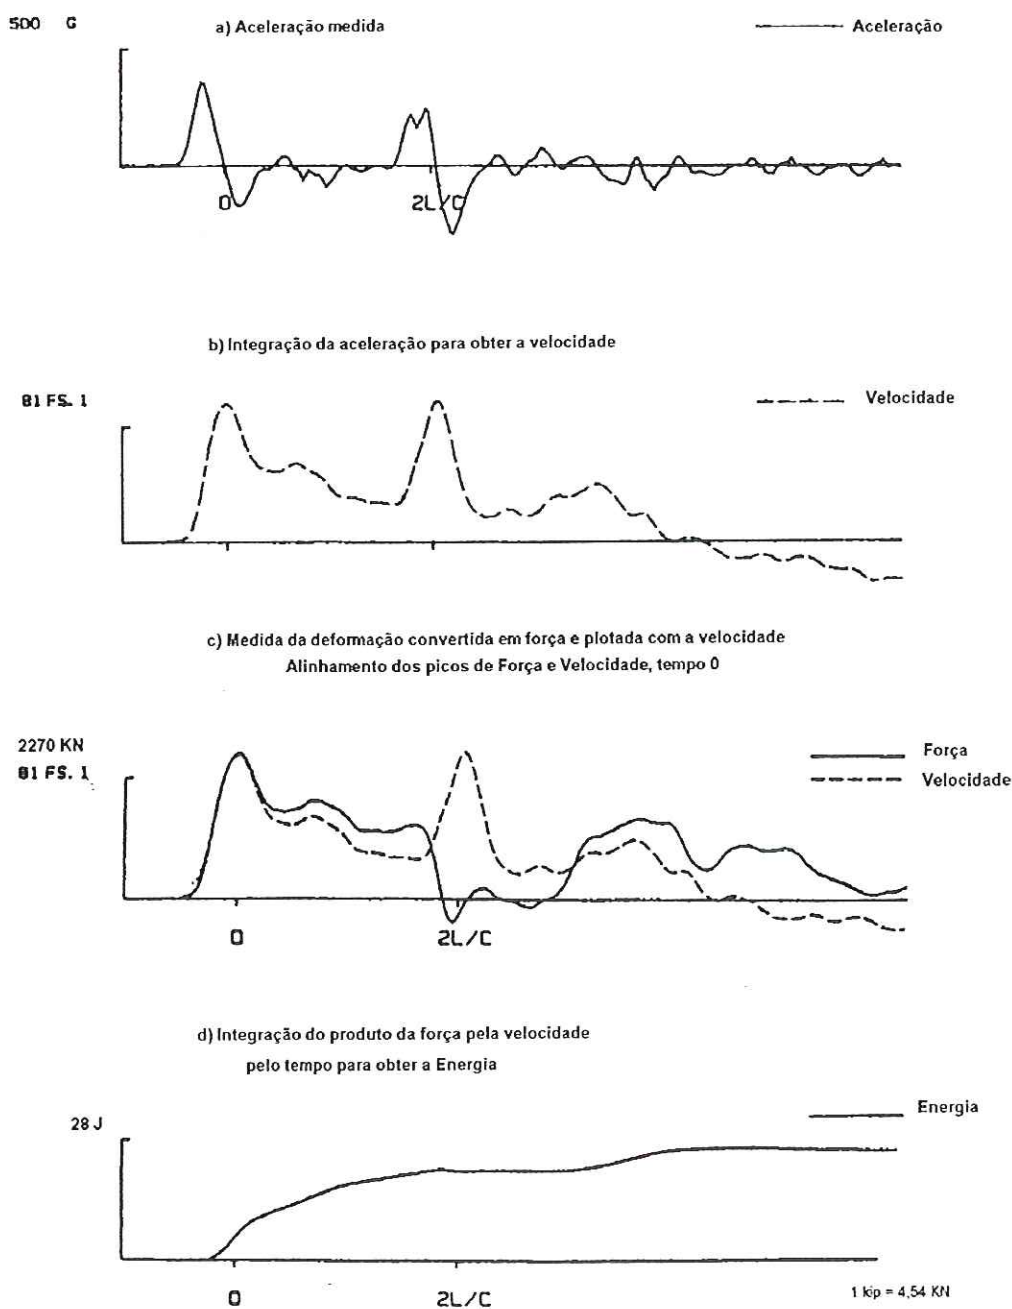 500 G
a) Aceleração medida
Aceleração
0
2L/C
b) Integração da aceleração para obter a velocidade
81 FS. 1
Velocidade
c) Medida da deformação convertida em força e plotada com a velocidade
Alinhamento dos picos de Força e Velocidade, tempo 0
2270 KN
81 FS. 1
Força
Velocidade
0
2L/C
d) Integração do produto da força pela velocidade
pelo tempo para obter a Energia
28 J
Energia
0
2L/C
1 kip = 4,54 KN